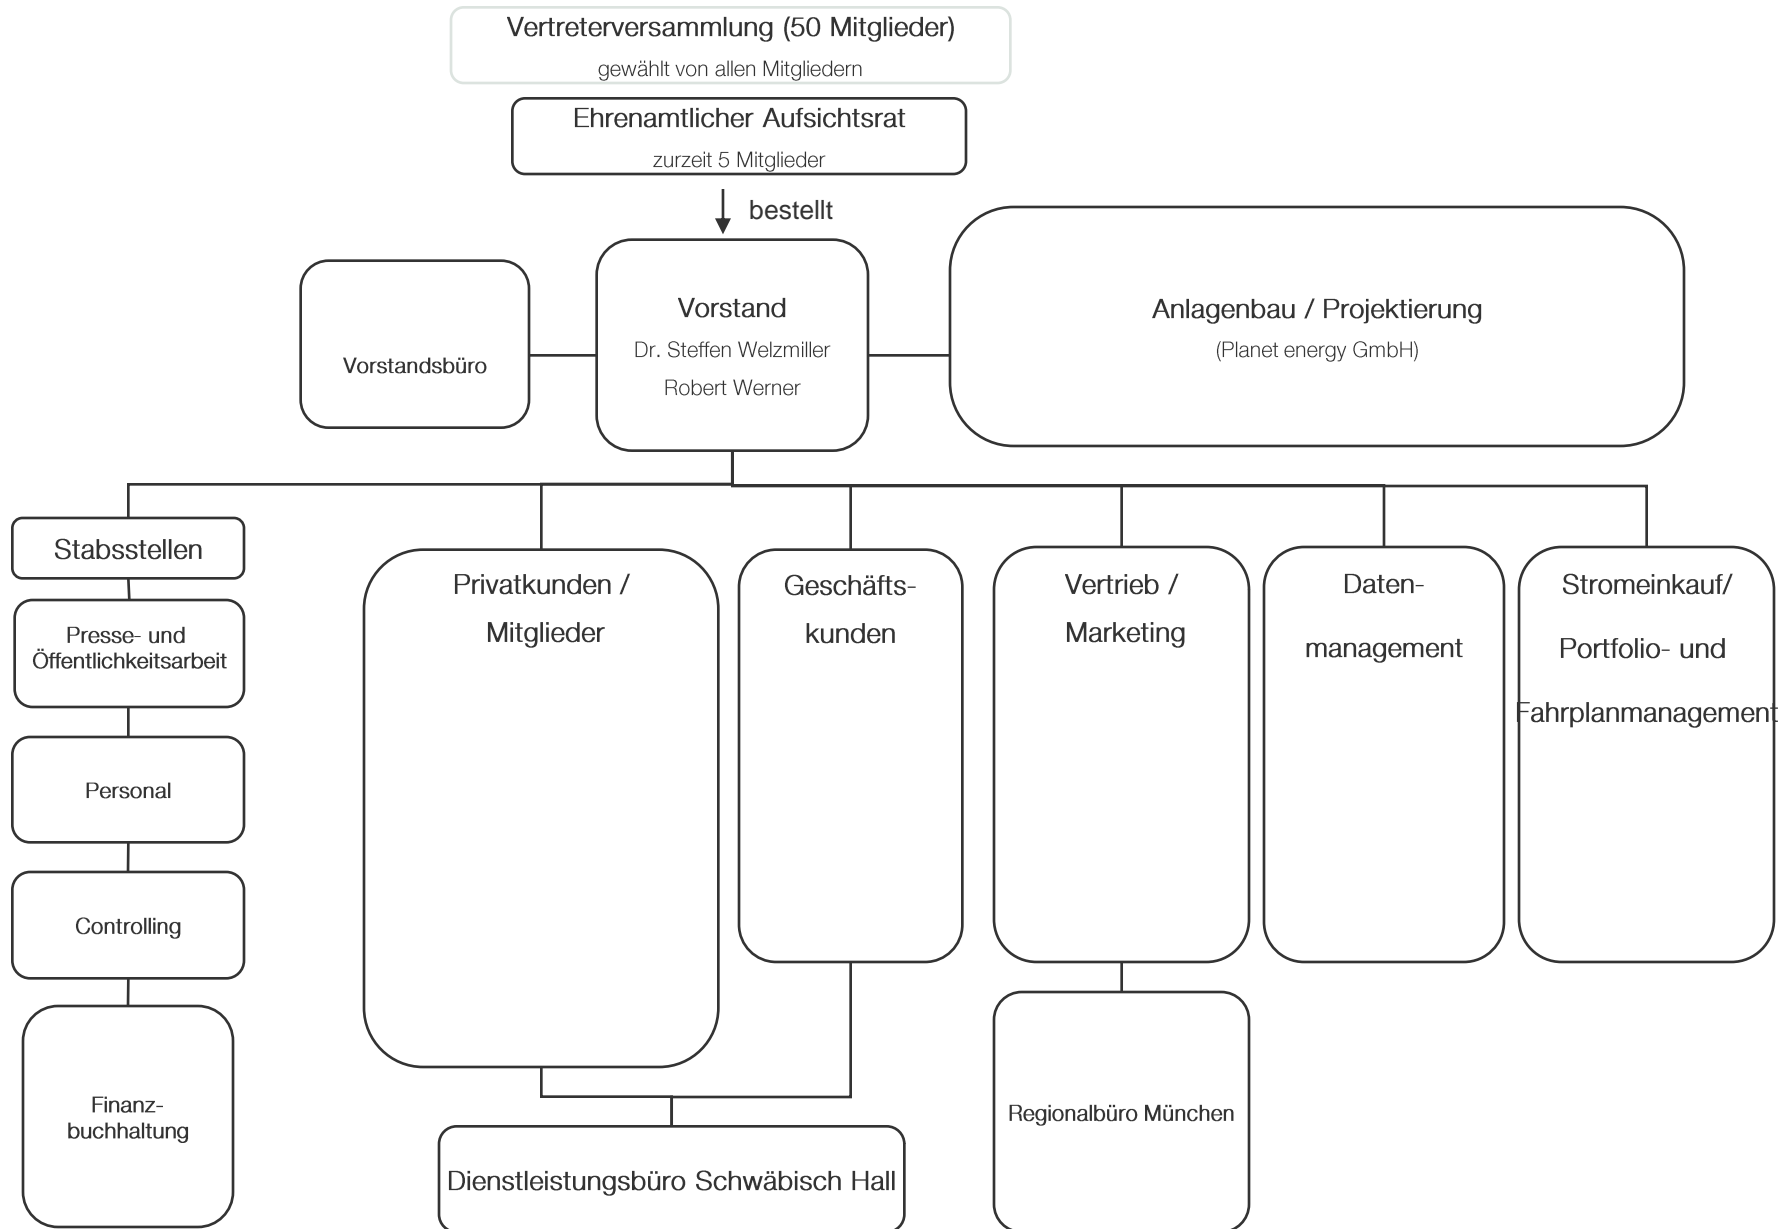 Vertreterversammlung (50 Mitglieder)
gewählt von allen Mitgliedern
Ehrenamtlicher Aufsichtsrat
zurzeit 5 Mitglieder
bestellt
Vorstandsbüro
Vorstand
Dr. Steffen Welzmiller
Robert Werner
Anlagenbau / Projektierung
(Planet energy GmbH)
Stabsstellen
Presse- und
Öffentlichkeitsarbeit
Personal
Controlling
Finanz-
buchhaltung
Privatkunden /
Mitglieder
Geschäfts-
kunden
Vertrieb /
Marketing
Daten-
management
Stromeinkauf/
Portfolio- und
Fahrplanmanagement
Dienstleistungsbüro Schwäbisch Hall
Regionalbüro München